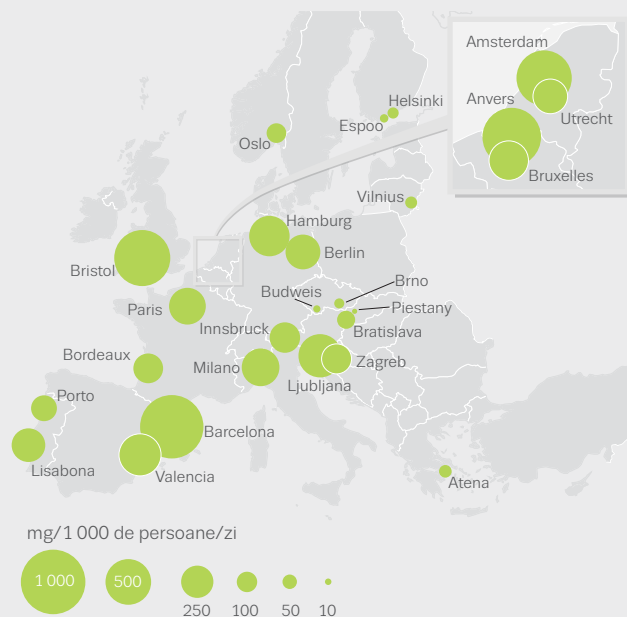 Amsterdam
Anvers
Utrecht
Bruxelles
Helsinki
Espoo
Oslo
Vilnius
Hamburg
Berlin
Bristol
Brno
Budweis
Piestany
Paris
Innsbruck
Bratislava
Bordeaux
Milano
Zagreb
Ljubljana
Porto
Barcelona
Lisabona
Valencia
Atena
mg/1 000 de persoane/zi
1 000
500
250
100
50
10